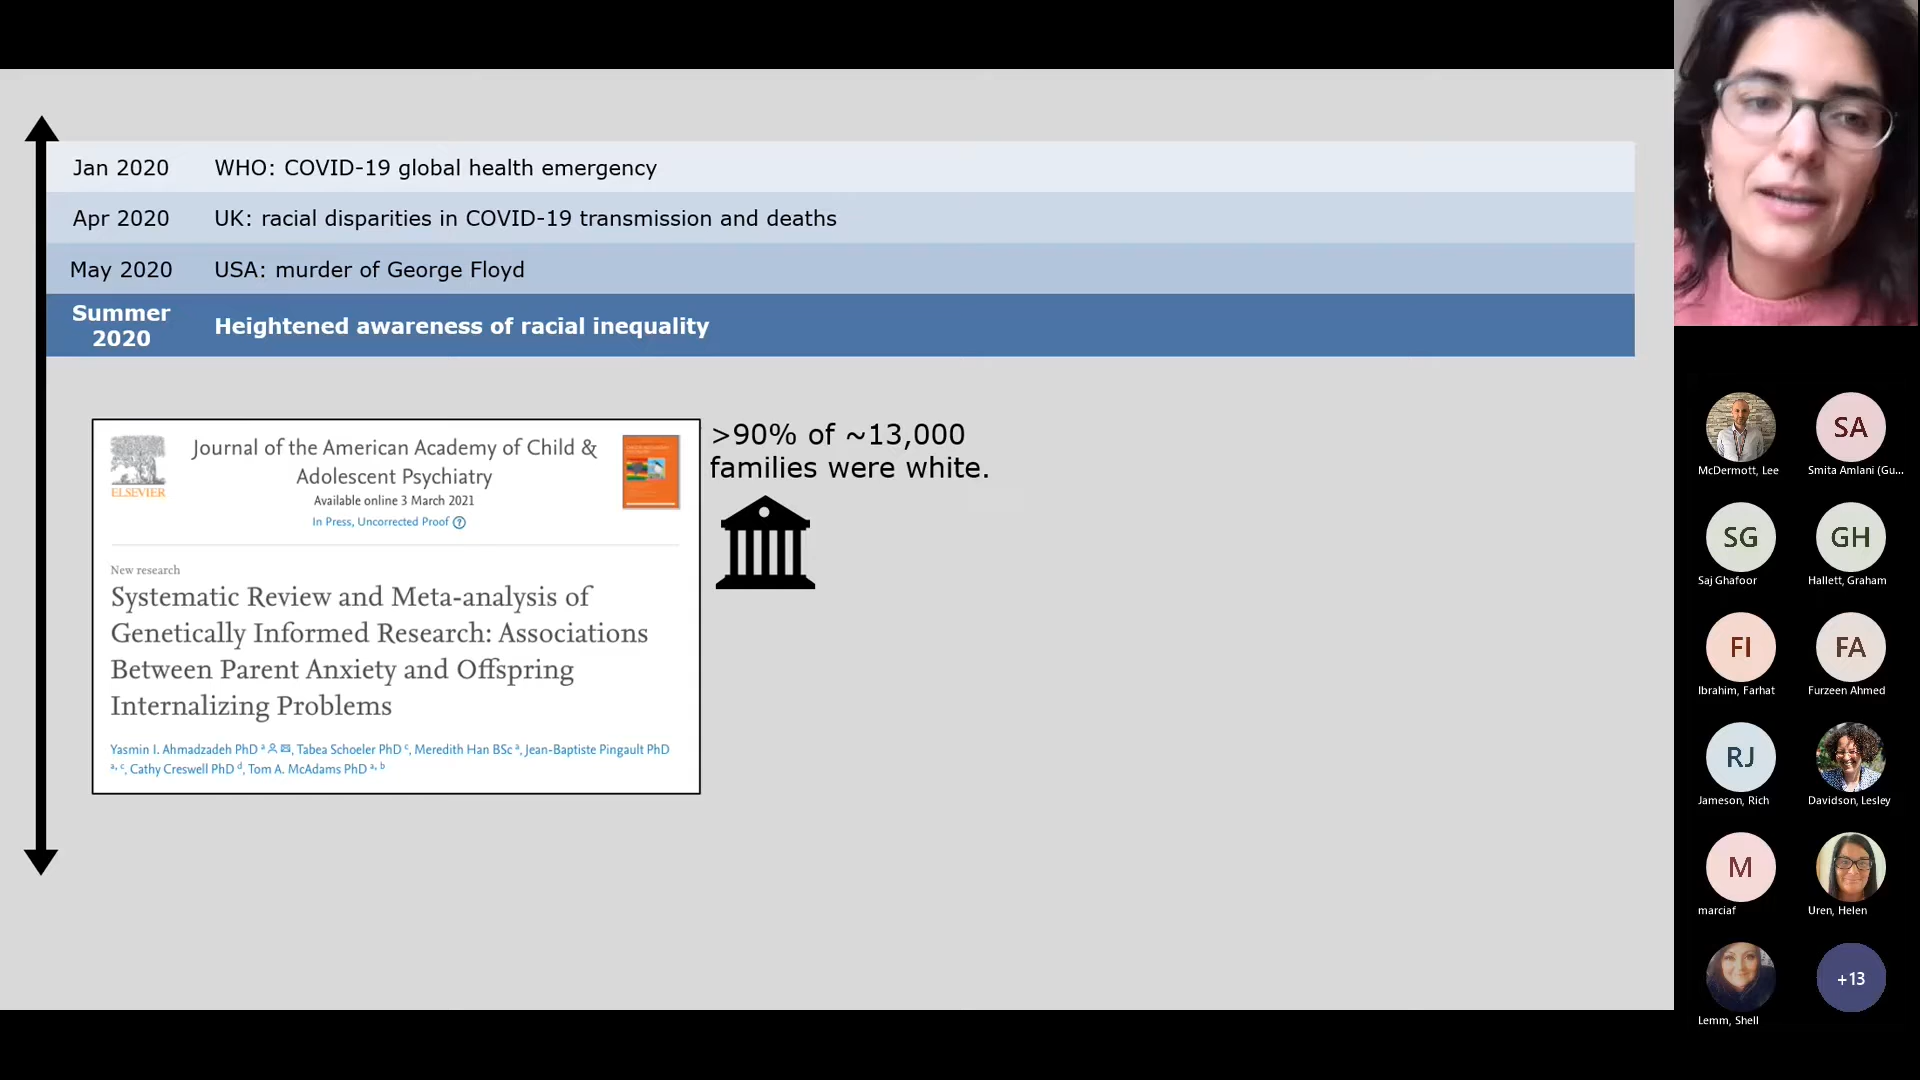 Jan 2020 WHO: COVID-19 global health emergency
Apr 2020 UK: racial disparities in COVID-19 transmission and deaths
May 2020 USA: murder of George Floyd
Summer
2020
Heightened awareness of racial inequality
ELSEVIER
Journal of the American Academy of Child &
Adolescent Psychiatry
Available online 3 March 2021
In Press, Uncorrected Proof ?
New research
Systematic Review and Meta-analysis of
Genetically Informed Research: Associations
Between Parent Anxiety and Offspring
Internalizing Problems
Yasmin I. Ahmadzadeh PhD a, Tabea Schoeler PhD c, Meredith Han BSc a, Jean-Baptiste Pingault PhD
a, c, Cathy Creswell PhD d, Tom A. McAdams PhD a, b
>90% of ~13,000
families were white.
McDermott, Lee
SA
Smita Amlani (Gu...
SG
Saj Ghafoor
GH
Hallett, Graham
FI
Ibrahim, Farhat
FA
Furzeen Ahmed
RJ
Jameson, Rich
Davidson, Lesley
M
marciaf
Uren, Helen
Lemm, Shell
+13